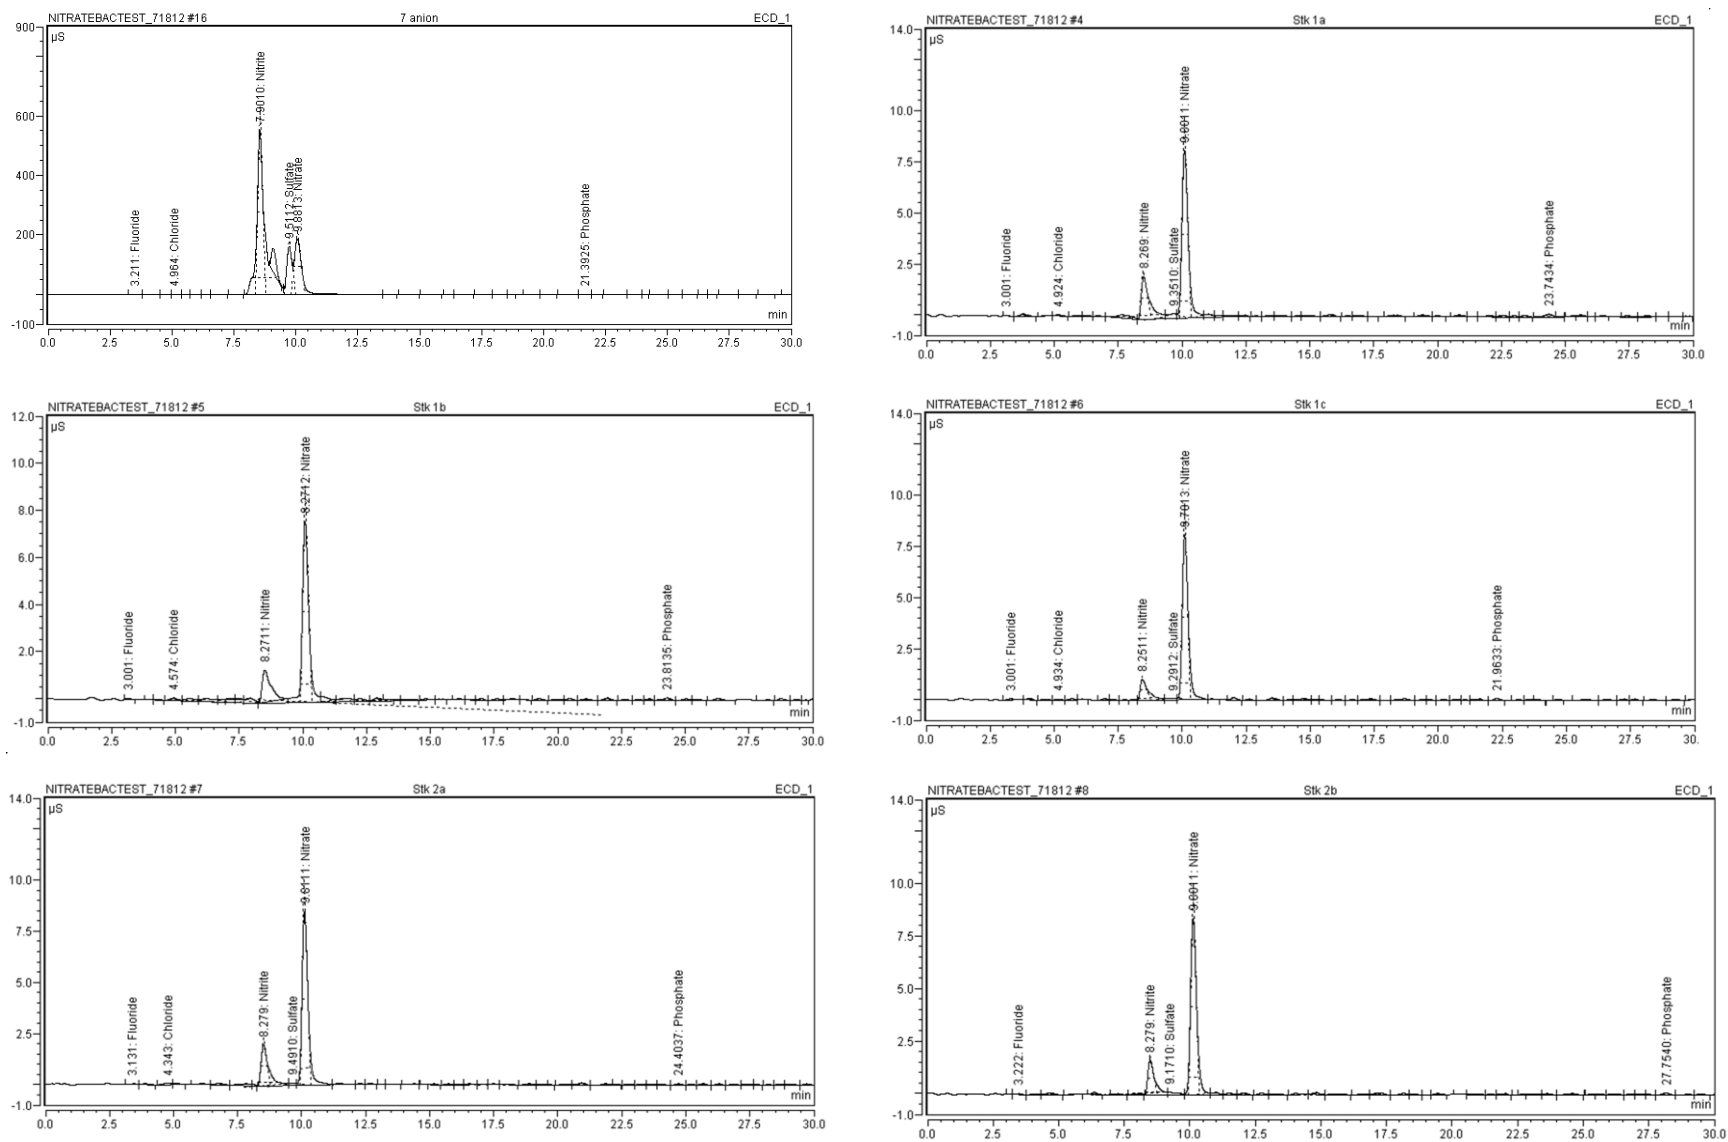 NITRATEBACTEST_71812 #16 7 anion ECD_1
900
µS
600
400
200
-100
7.9010: Nitrite
9.5112: Sulfate
9.8813: Nitrate
3.211: Fluoride
4.964: Chloride
21.3925: Phosphate
min
0.0 2.5 5.0 7.5 10.0 12.5 15.0 17.5 20.0 22.5 25.0 27.5 30.0
NITRATEBACTEST_71812 #4 Stk 1a ECD_1
14.0
µS
10.0
7.5
5.0
2.5
-1.0
3.001: Fluoride
4.924: Chloride
8.269: Nitrite
9.3510: Sulfate
9.0011: Nitrate
23.7434: Phosphate
min
0.0 2.5 5.0 7.5 10.0 12.5 15.0 17.5 20.0 22.5 25.0 27.5 30.0
NITRATEBACTEST_71812 #5 Stk 1b ECD_1
12.0
µS
10.0
8.0
6.0
4.0
2.0
-1.0
3.001: Fluoride
4.574: Chloride
8.2711: Nitrite
8.2712: Nitrate
23.8135: Phosphate
min
0.0 2.5 5.0 7.5 10.0 12.5 15.0 17.5 20.0 22.5 25.0 27.5 30.0
NITRATEBACTEST_71812 #6 Stk 1c ECD_1
14.0
µS
10.0
7.5
5.0
2.5
-1.0
3.001: Fluoride
4.934: Chloride
8.2511: Nitrite
9.2912: Sulfate
9.7013: Nitrate
21.9633: Phosphate
min
0.0 2.5 5.0 7.5 10.0 12.5 15.0 17.5 20.0 22.5 25.0 27.5 30.
NITRATEBACTEST_71812 #7 Stk 2a ECD_1
14.0
µS
10.0
7.5
5.0
2.5
-1.0
3.131: Fluoride
4.343: Chloride
8.279: Nitrite
9.4910: Sulfate
9.8111: Nitrate
24.4037: Phosphate
min
0.0 2.5 5.0 7.5 10.0 12.5 15.0 17.5 20.0 22.5 25.0 27.5 30.0
NITRATEBACTEST_71812 #8 Stk 2b ECD_1
14.0
µS
10.0
7.5
5.0
2.5
-1.0
3.222: Fluoride
8.279: Nitrite
9.1710: Sulfate
9.0011: Nitrate
27.7540: Phosphate
min
0.0 2.5 5.0 7.5 10.0 12.5 15.0 17.5 20.0 22.5 25.0 27.5 30.0